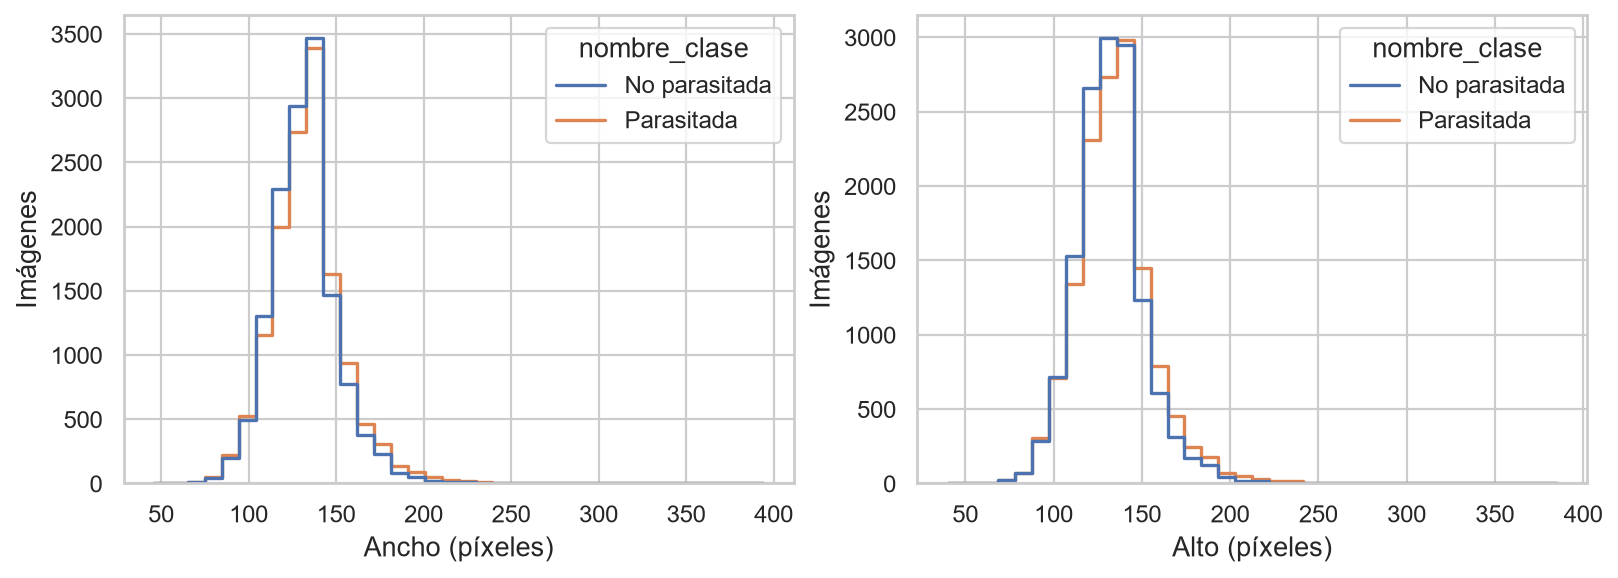 3500
3000
2500
2000
1500
1000
500
0
Imágenes
50 100 150 200 250 300 350 400
Ancho (píxeles)
nombre_clase
No parasitada
Parasitada
3000
2500
2000
1500
1000
500
0
Imágenes
50 100 150 200 250 300 350 400
Alto (píxeles)
nombre_clase
No parasitada
Parasitada